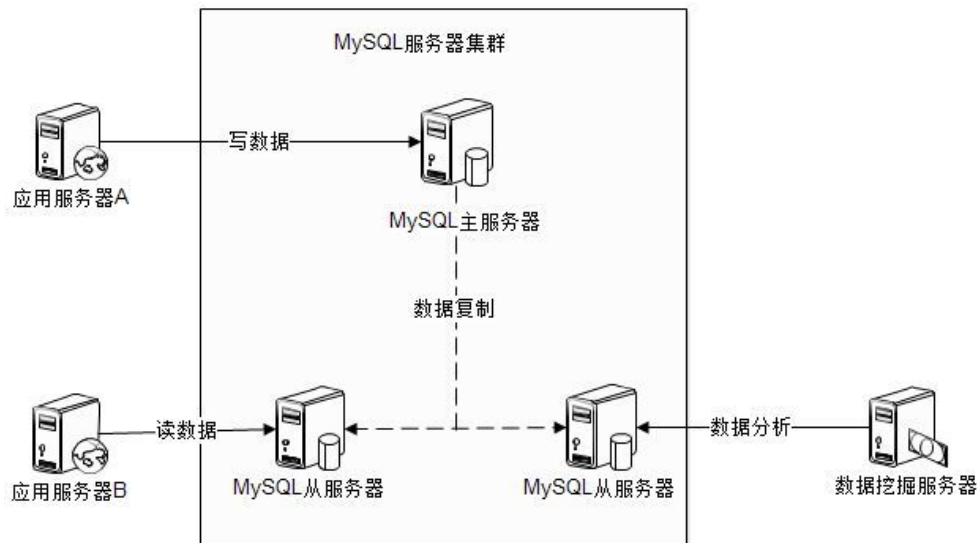 MySQL服务器集群
写数据
应用服务器A
MySQL主服务器
数据复制
读数据
数据分析
应用服务器B
MySQL从服务器
MySQL从服务器
数据挖掘服务器